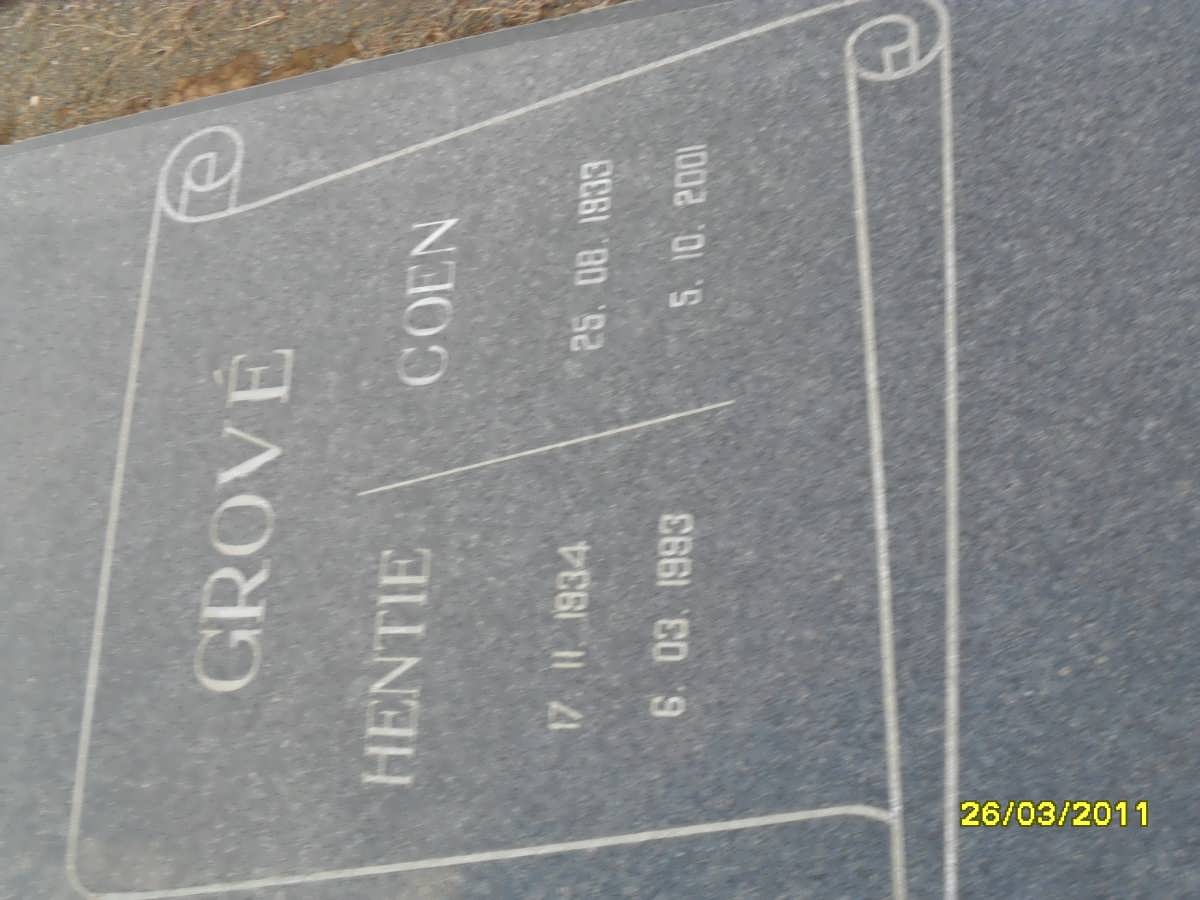 GROVÉ
HENTIE
17. 11. 1934
6. 03. 1993
COEN
25. 08. 1933
5. 10. 2001
26/03/2011